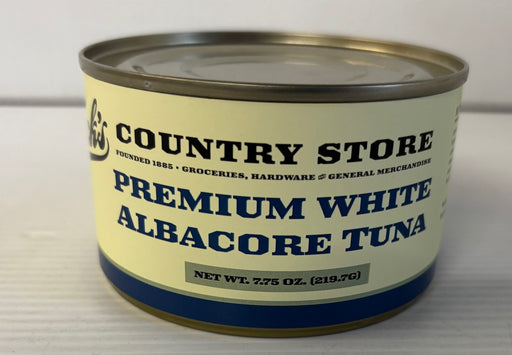 COUNTRY STORE
FOUNDED 1885 • GROCERIES, HARDWARE & GENERAL MERCHANDISE
PREMIUM WHITE
ALBACORE TUNA
NET WT. 7.75 OZ. (219.7G)